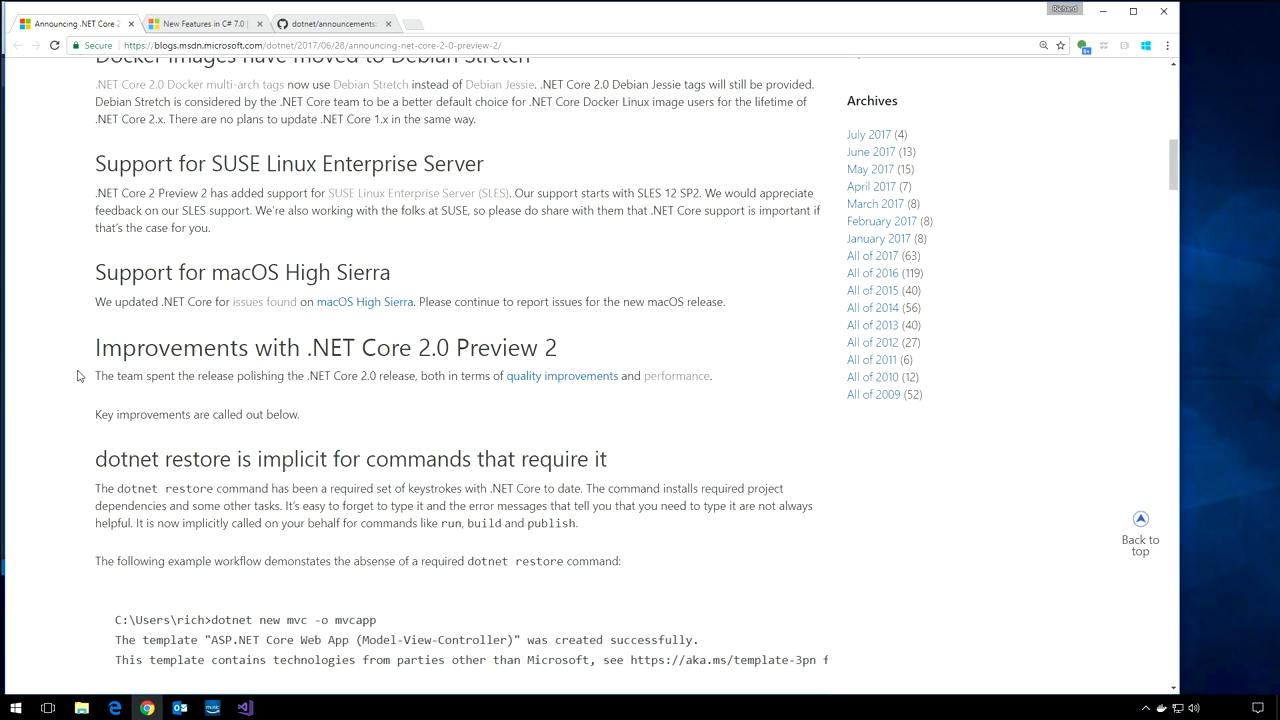 Richard
Announcing .NET Core 2
New Features in C# 7.0 |
dotnet/announcements:
Secure
https://blogs.msdn.microsoft.com/dotnet/2017/06/28/announcing-net-core-2-0-preview-2/
Docker images have moved to Debian Stretch
.NET Core 2.0 Docker multi-arch tags now use Debian Stretch instead of Debian Jessie. .NET Core 2.0 Debian Jessie tags will still be provided.
Debian Stretch is considered by the .NET Core team to be a better default choice for .NET Core Docker Linux image users for the lifetime of
.NET Core 2.x. There are no plans to update .NET Core 1.x in the same way.
Support for SUSE Linux Enterprise Server
.NET Core 2 Preview 2 has added support for SUSE Linux Enterprise Server (SLES). Our support starts with SLES 12 SP2. We would appreciate
feedback on our SLES support. We're also working with the folks at SUSE, so please do share with them that .NET Core support is important if
that's the case for you.
Support for macOS High Sierra
We updated .NET Core for issues found on macOS High Sierra. Please continue to report issues for the new macOS release.
Improvements with .NET Core 2.0 Preview 2
The team spent the release polishing the .NET Core 2.0 release, both in terms of quality improvements and performance.
Key improvements are called out below.
dotnet restore is implicit for commands that require it
The dotnet restore command has been a required set of keystrokes with .NET Core to date. The command installs required project
dependencies and some other tasks. It's easy to forget to type it and the error messages that tell you that you need to type it are not always
helpful. It is now implicitly called on your behalf for commands like run, build and publish.
The following example workflow demonstates the absense of a required dotnet restore command:
C:\Users\rich>dotnet new mvc -o mvcapp
The template "ASP.NET Core Web App (Model-View-Controller)" was created successfully.
This template contains technologies from parties other than Microsoft, see https://aka.ms/template-3pn f
Archives
July 2017 (4)
June 2017 (13)
May 2017 (15)
April 2017 (7)
March 2017 (8)
February 2017 (8)
January 2017 (8)
All of 2017 (63)
All of 2016 (119)
All of 2015 (40)
All of 2014 (56)
All of 2013 (40)
All of 2012 (27)
All of 2011 (6)
All of 2010 (12)
All of 2009 (52)
Back to
top